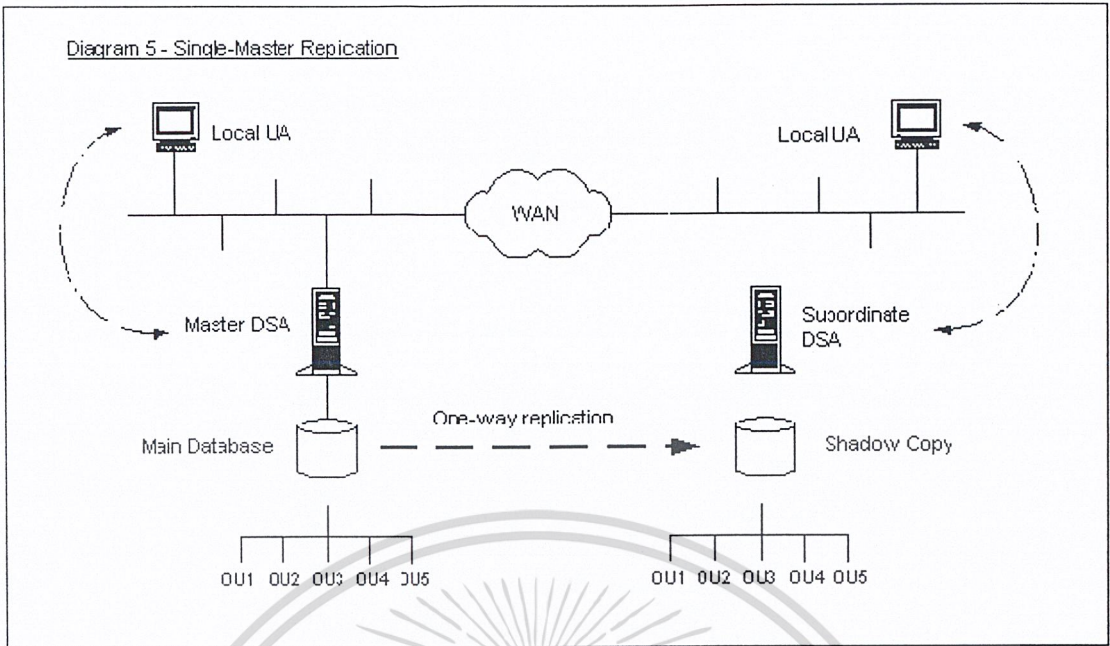 Diagram 5 - Single-Master Repication
Local UA
Local UA
WAN
Master DSA
Subordinate
DSA
One-way replication
Main Database
Shadow Copy
OU1 OU2 OU3 OU4 OU5
OU1 OU2 OU3 OU4 OU5